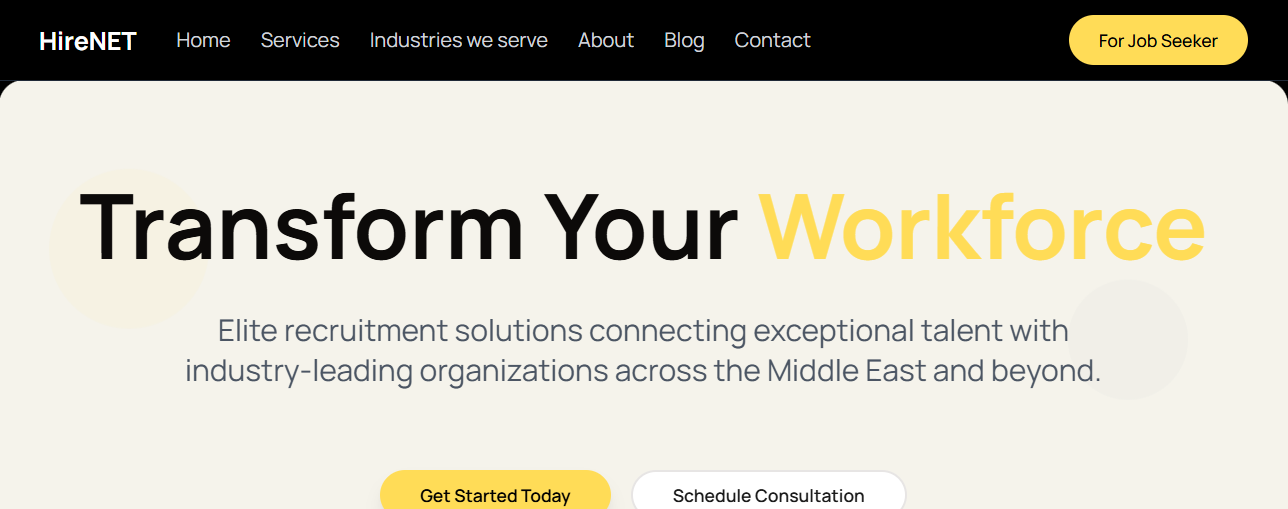 HireNET Home Services Industries we serve About Blog Contact For Job Seeker
Transform Your Workforce
Elite recruitment solutions connecting exceptional talent with
industry-leading organizations across the Middle East and beyond.
Get Started Today Schedule Consultation